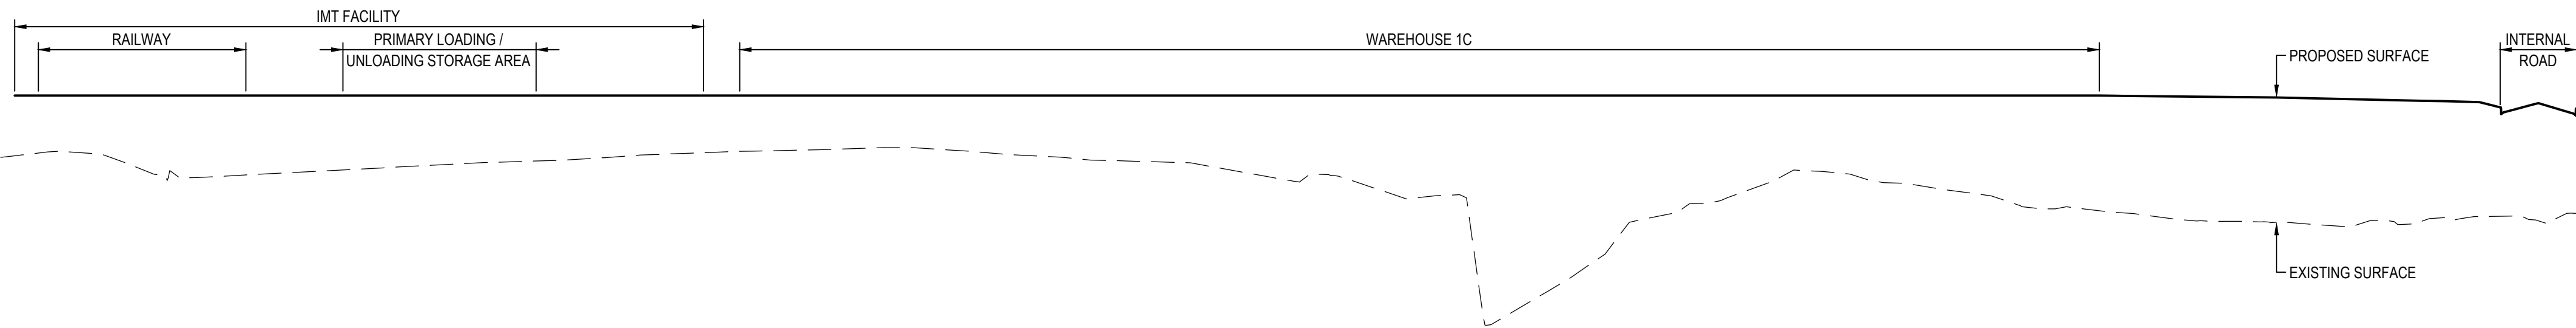 IMT FACILITY
RAILWAY
PRIMARY LOADING /
UNLOADING STORAGE AREA
WAREHOUSE 1C
PROPOSED SURFACE
INTERNAL
ROAD
EXISTING SURFACE